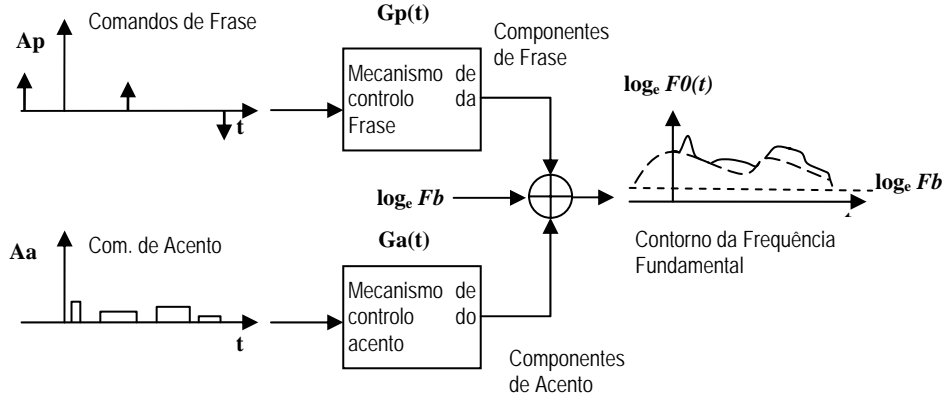 Ap
Comandos de Frase
t
Gp(t)
Mecanismo de
controlo da
Frase
Componentes
de Frase
logₑ Fb
logₑ F0(t)
logₑ Fb
Contorno da Frequência
Fundamental
Aa
Com. de Acento
t
Ga(t)
Mecanismo de
controlo do
acento
Componentes
de Acento